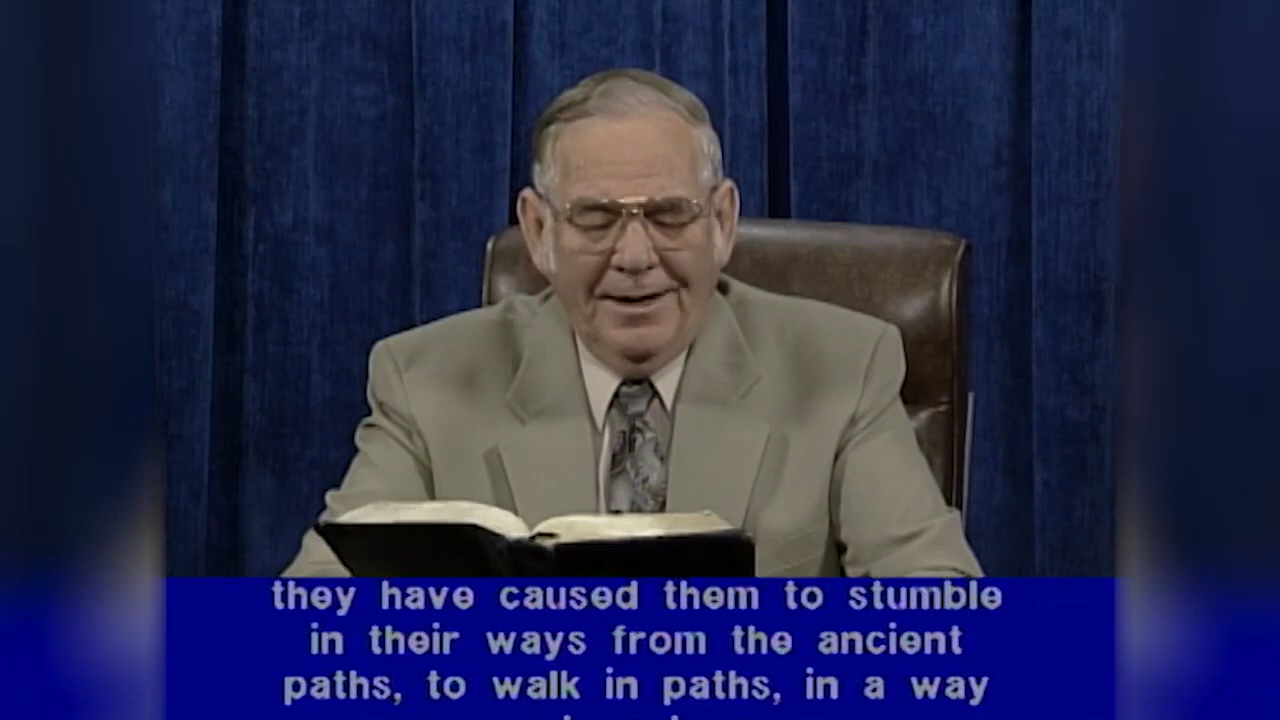 they have caused them to stumble
in their ways from the ancient
paths, to walk in paths, in a way